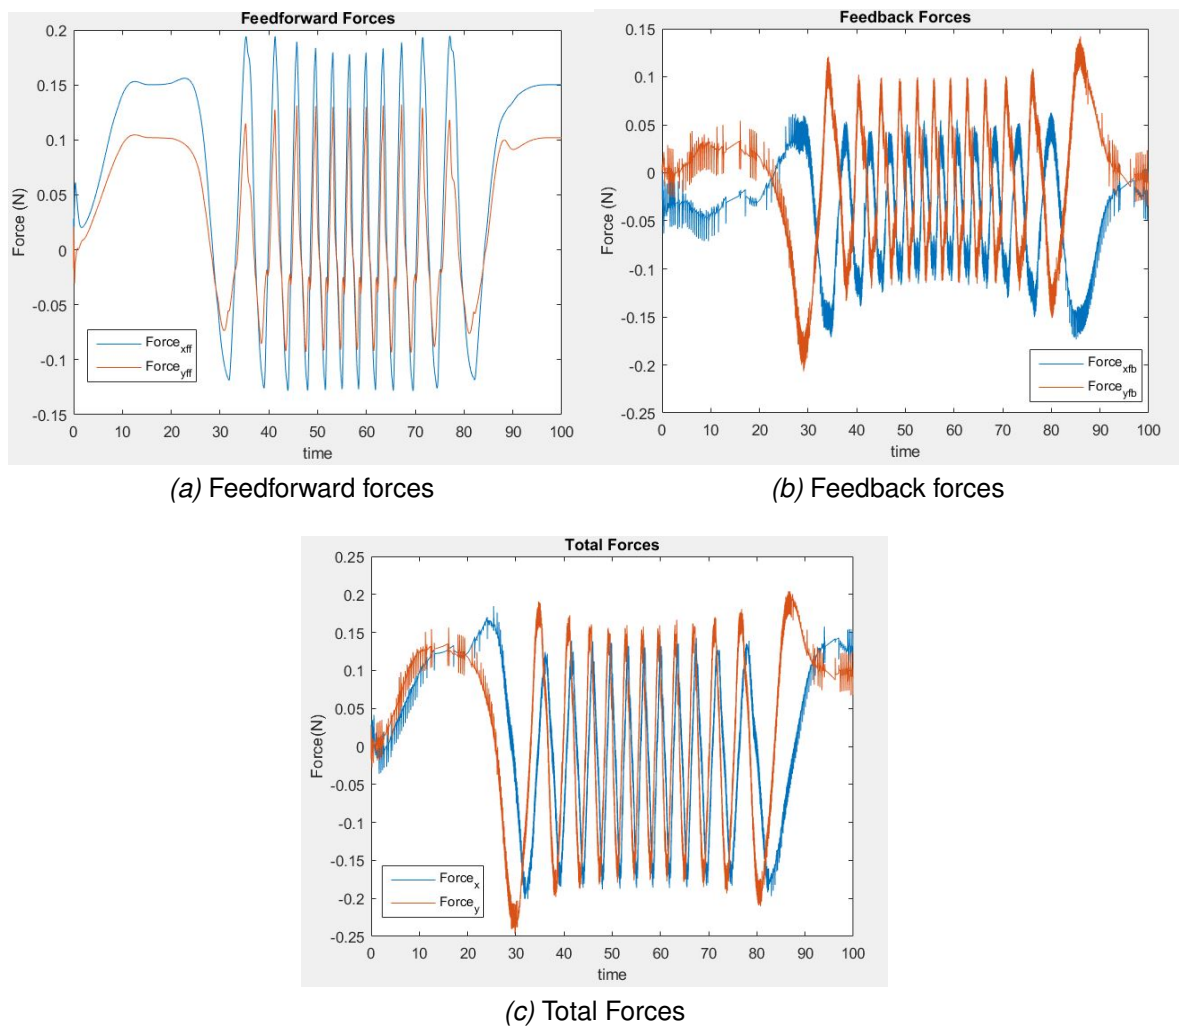 Feedforward Forces
0.2
0.15
0.1
0.05
0
-0.05
-0.1
-0.15
Force (N)
Force_xff
Force_yff
0 10 20 30 40 50 60 70 80 90 100
time
(a) Feedforward forces
Feedback Forces
0.15
0.1
0.05
0
-0.05
-0.1
-0.15
-0.2
-0.25
Force (N)
Force_xfb
Force_yfb
0 10 20 30 40 50 60 70 80 90 100
time
(b) Feedback forces
Total Forces
0.25
0.2
0.15
0.1
0.05
0
-0.05
-0.1
-0.15
-0.2
-0.25
Force(N)
Force_x
Force_y
0 10 20 30 40 50 60 70 80 90 100
time
(c) Total Forces